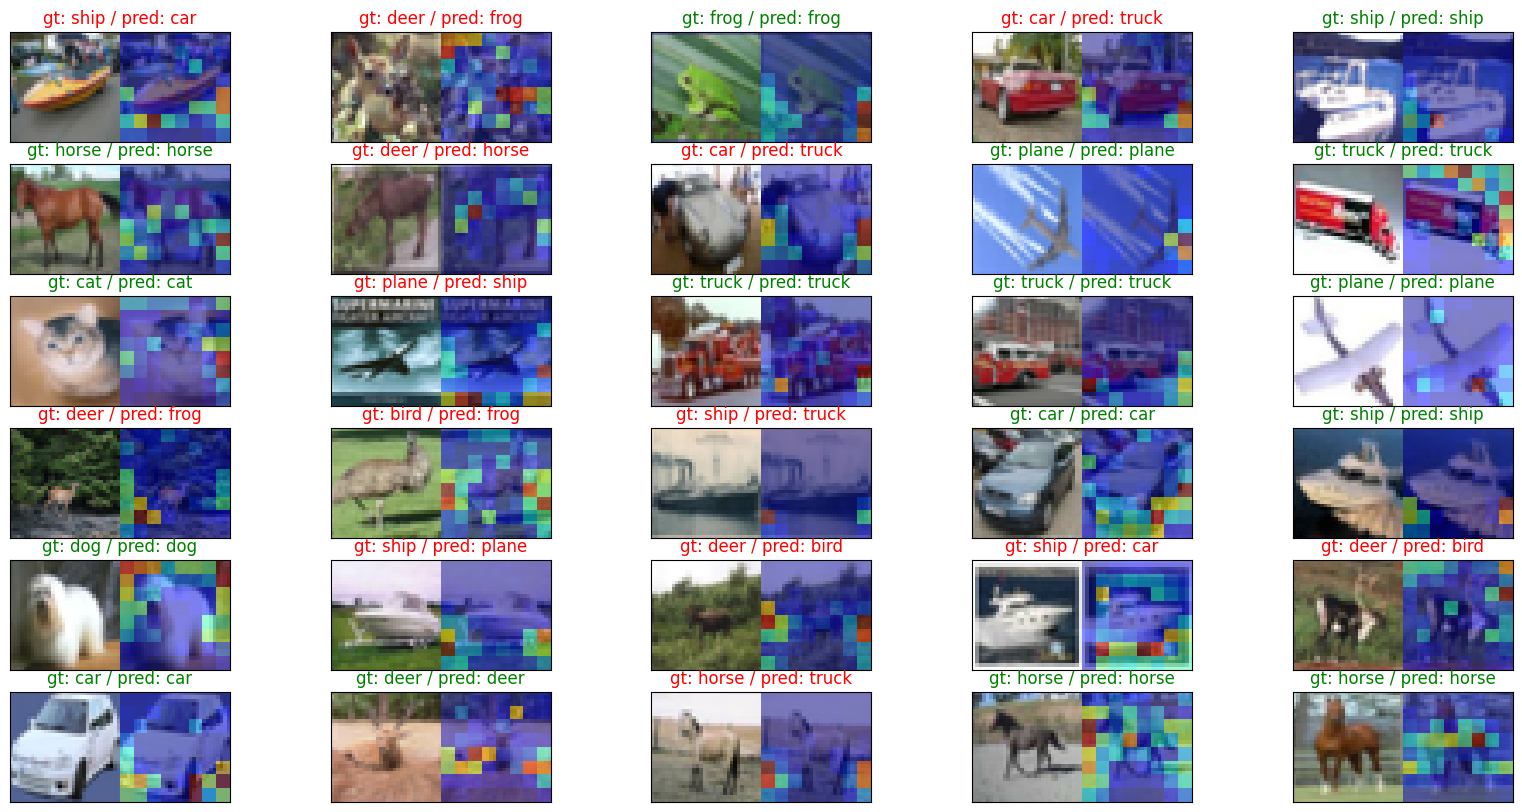 gt: ship / pred: car
gt: deer / pred: frog
gt: frog / pred: frog
gt: car / pred: truck
gt: ship / pred: ship
gt: horse / pred: horse
gt: deer / pred: horse
gt: car / pred: truck
gt: plane / pred: plane
gt: truck / pred: truck
gt: cat / pred: cat
gt: plane / pred: ship
gt: truck / pred: truck
gt: truck / pred: truck
gt: plane / pred: plane
SUPERMARINE
gt: deer / pred: frog
gt: bird / pred: frog
gt: ship / pred: truck
gt: car / pred: car
gt: ship / pred: ship
gt: dog / pred: dog
gt: ship / pred: plane
gt: deer / pred: bird
gt: ship / pred: car
gt: deer / pred: bird
gt: car / pred: car
gt: deer / pred: deer
gt: horse / pred: truck
gt: horse / pred: horse
gt: horse / pred: horse